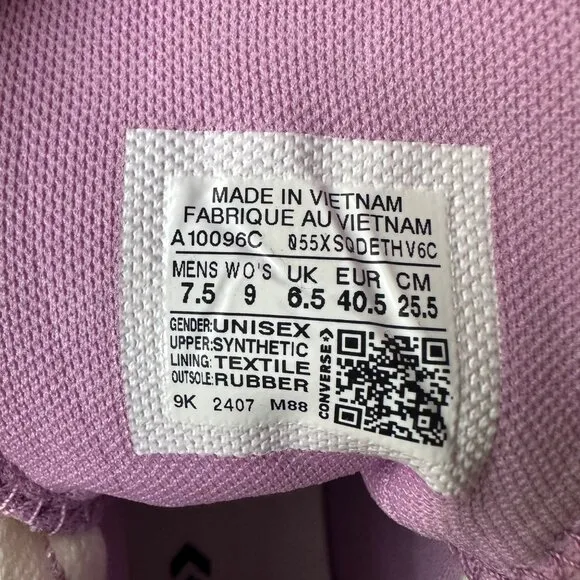 MADE IN VIETNAM
FABRIQUE AU VIETNAM
A10096C 055XSQDETHV6C
MENS WO'S UK EUR CM
7.5 9 6.5 40.5 25.5
GENDER:UNISEX
UPPER:SYNTHETIC
LINING:TEXTILE
OUTSOLE:RUBBER
9K 2407 M88
CONVERSE